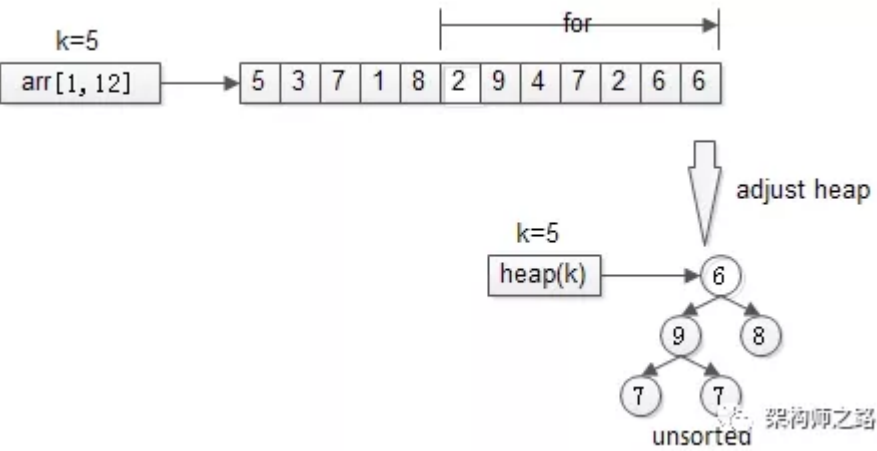 for
k=5
arr[1, 12]
5 3 7 1 8 2 9 4 7 2 6 6
adjust heap
k=5
heap(k)
6
9 8
7 7
架构师之路
unsorted